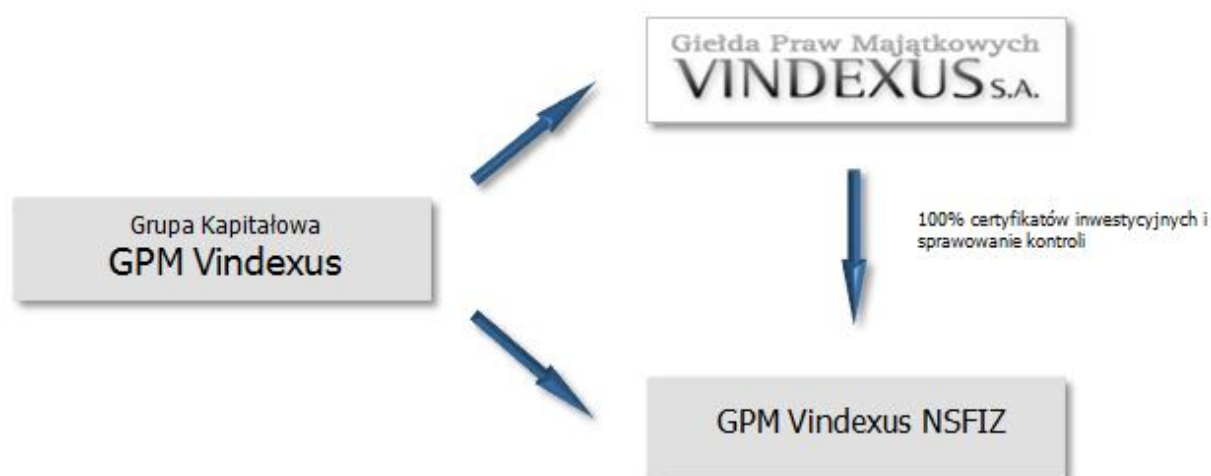 Giełda Praw Majątkowych
VINDEXUS S.A.
Grupa Kapitałowa
GPM Vindexus
100% certyfikatów inwestycyjnych i
sprawowanie kontroli
GPM Vindexus NSFIZ